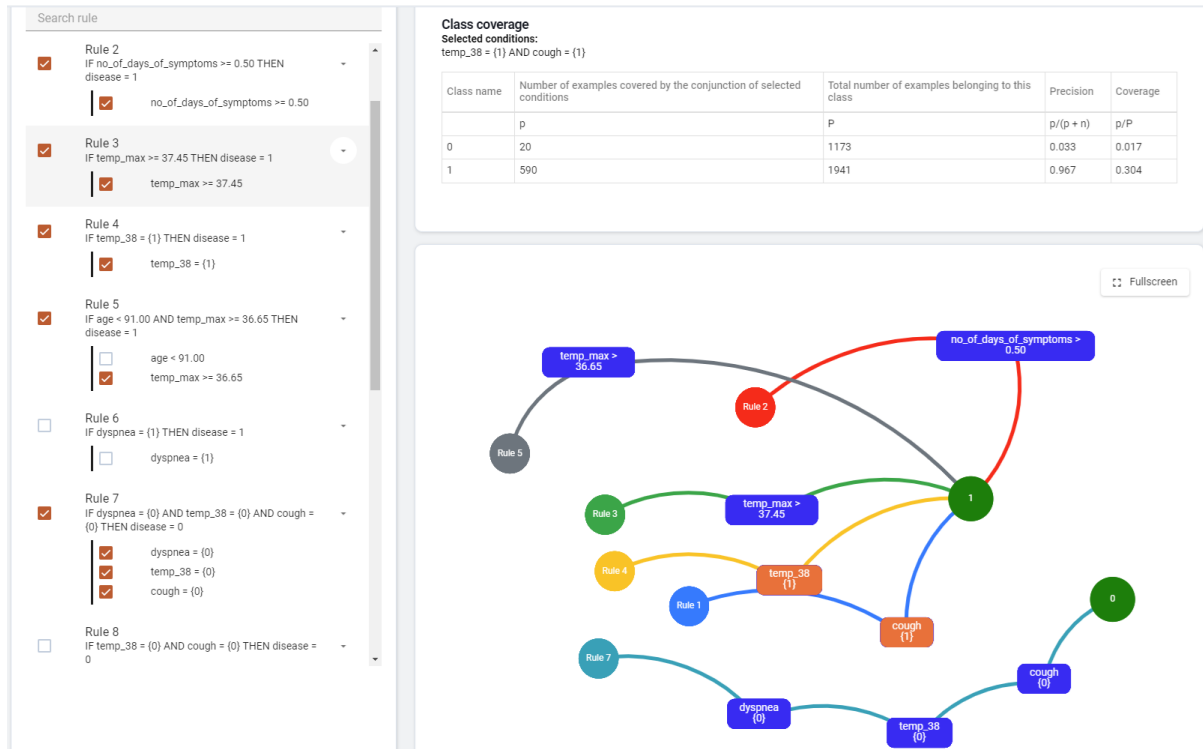 Search rule
Rule 2
IF no_of_days_of_symptoms >= 0.50 THEN
disease = 1
no_of_days_of_symptoms >= 0.50
Rule 3
IF temp_max >= 37.45 THEN disease = 1
temp_max >= 37.45
Rule 4
IF temp_38 = {1} THEN disease = 1
temp_38 = {1}
Rule 5
IF age < 91.00 AND temp_max >= 36.65 THEN
disease = 1
age < 91.00
temp_max >= 36.65
Rule 6
IF dyspnea = {1} THEN disease = 1
dyspnea = {1}
Rule 7
IF dyspnea = {0} AND temp_38 = {0} AND cough =
{0} THEN disease = 0
dyspnea = {0}
temp_38 = {0}
cough = {0}
Rule 8
IF temp_38 = {0} AND cough = {0} THEN disease =
0
Class coverage
Selected conditions:
temp_38 = {1} AND cough = {1}
Class name Number of examples covered by the conjunction of selected conditions Total number of examples belonging to this class Precision Coverage
p P p/(p + n) p/P
0 20 1173 0.033 0.017
1 590 1941 0.967 0.304
Fullscreen
no_of_days_of_symptoms >
0.50
temp_max >
36.65
Rule 2
Rule 5
1
temp_max >
37.45
Rule 3
Rule 4
temp_38
{1}
Rule 1
0
cough
{1}
Rule 7
cough
{0}
dyspnea
{0}
temp_38
{0}